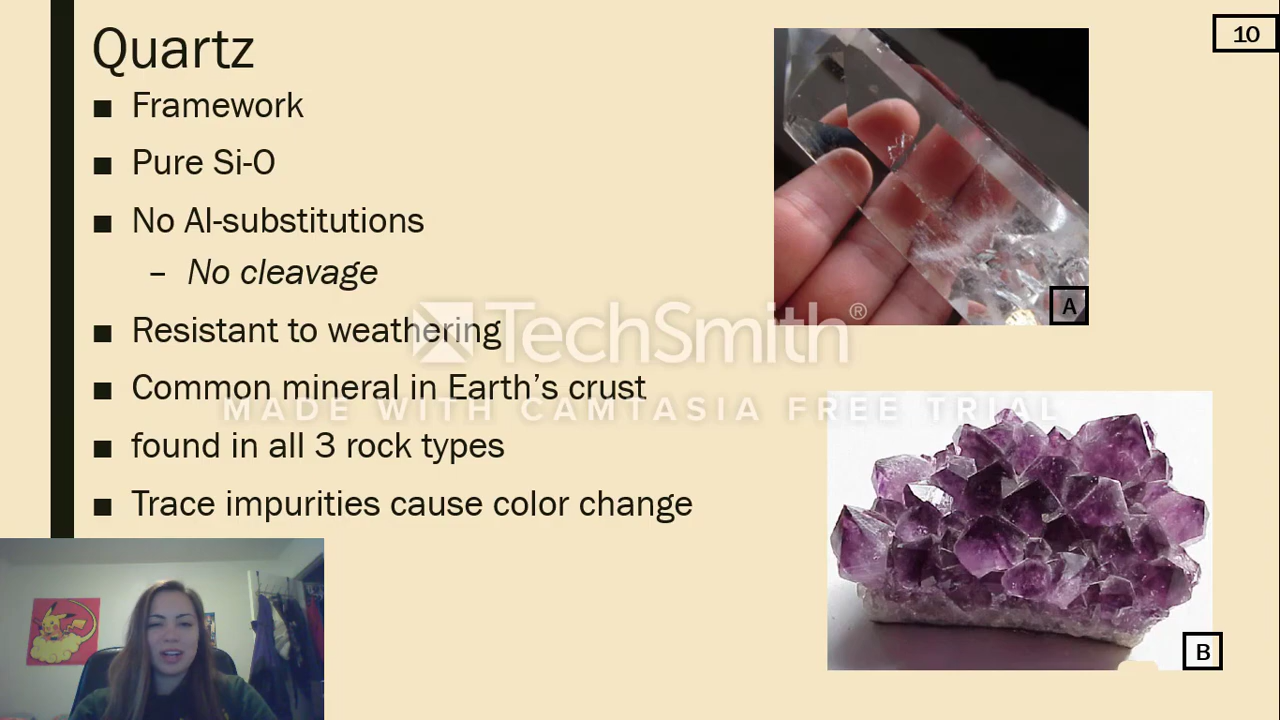 Quartz
10
■ Framework
■ Pure Si-O
■ No Al-substitutions
– No cleavage
■ Resistant to weathering
■ Common mineral in Earth's crust
■ found in all 3 rock types
■ Trace impurities cause color change
A
B
TechSmith®
MADE WITH CAMTASIA FREE TRIAL